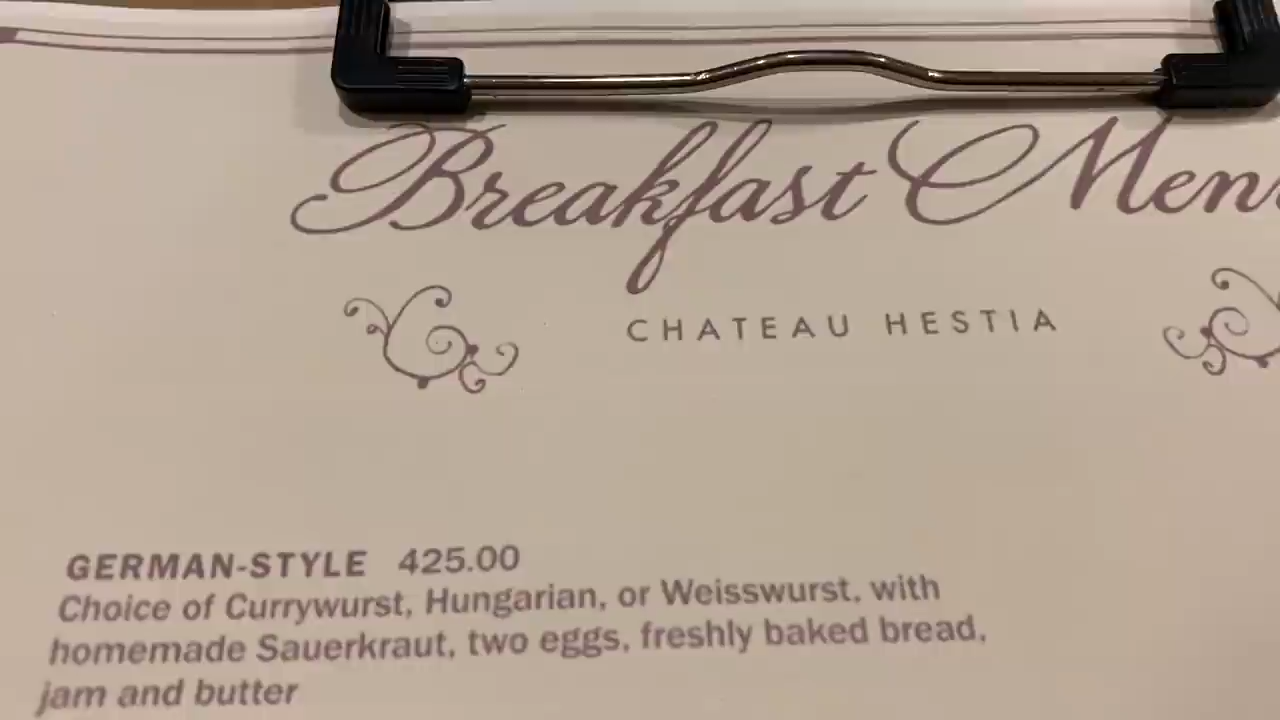 Breakfast Menu
CHATEAU HESTIA
GERMAN-STYLE 425.00
Choice of Currywurst, Hungarian, or Weisswurst, with
homemade Sauerkraut, two eggs, freshly baked bread,
jam and butter